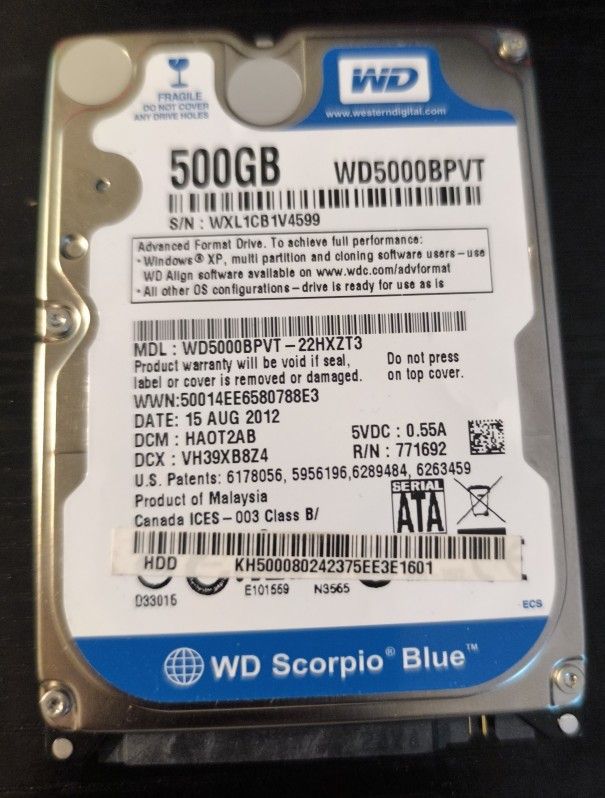 FRAGILE
DO NOT COVER
ANY DRIVE HOLES
WD
www.westerndigital.com
500GB WD5000BPVT
S/N : WXL1CB1V4599
Advanced Format Drive. To achieve full performance:
• Windows® XP, multi partition and cloning software users – use
WD Align software available on www.wdc.com/advformat
• All other OS configurations – drive is ready for use as is
MDL : WD5000BPVT – 22HXZT3
Product warranty will be void if seal,
label or cover is removed or damaged.
Do not press
on top cover.
WWN:50014EE6580788E3
DATE: 15 AUG 2012
DCM : HAOT2AB 5VDC : 0.55A
DCX : VH39XB8Z4 R/N : 771692
U.S. Patents: 6178056, 5956196,6289484, 6263459
Product of Malaysia
Canada ICES – 003 Class B/
SERIAL
ATA
HDD KH500080242375EE3E1601
D33016 E101559 N3565
ECS
WD Scorpio® Blue™